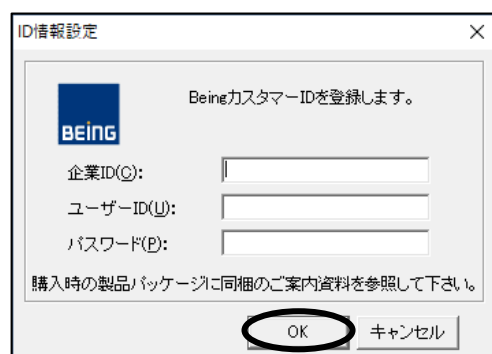 ID情報設定
BeingカスタマーIDを登録します。
BEING
企業ID(C):
ユーザーID(U):
パスワード(P):
購入時の製品パッケージに同梱のご案内資料を参照して下さい。
OK
キャンセル